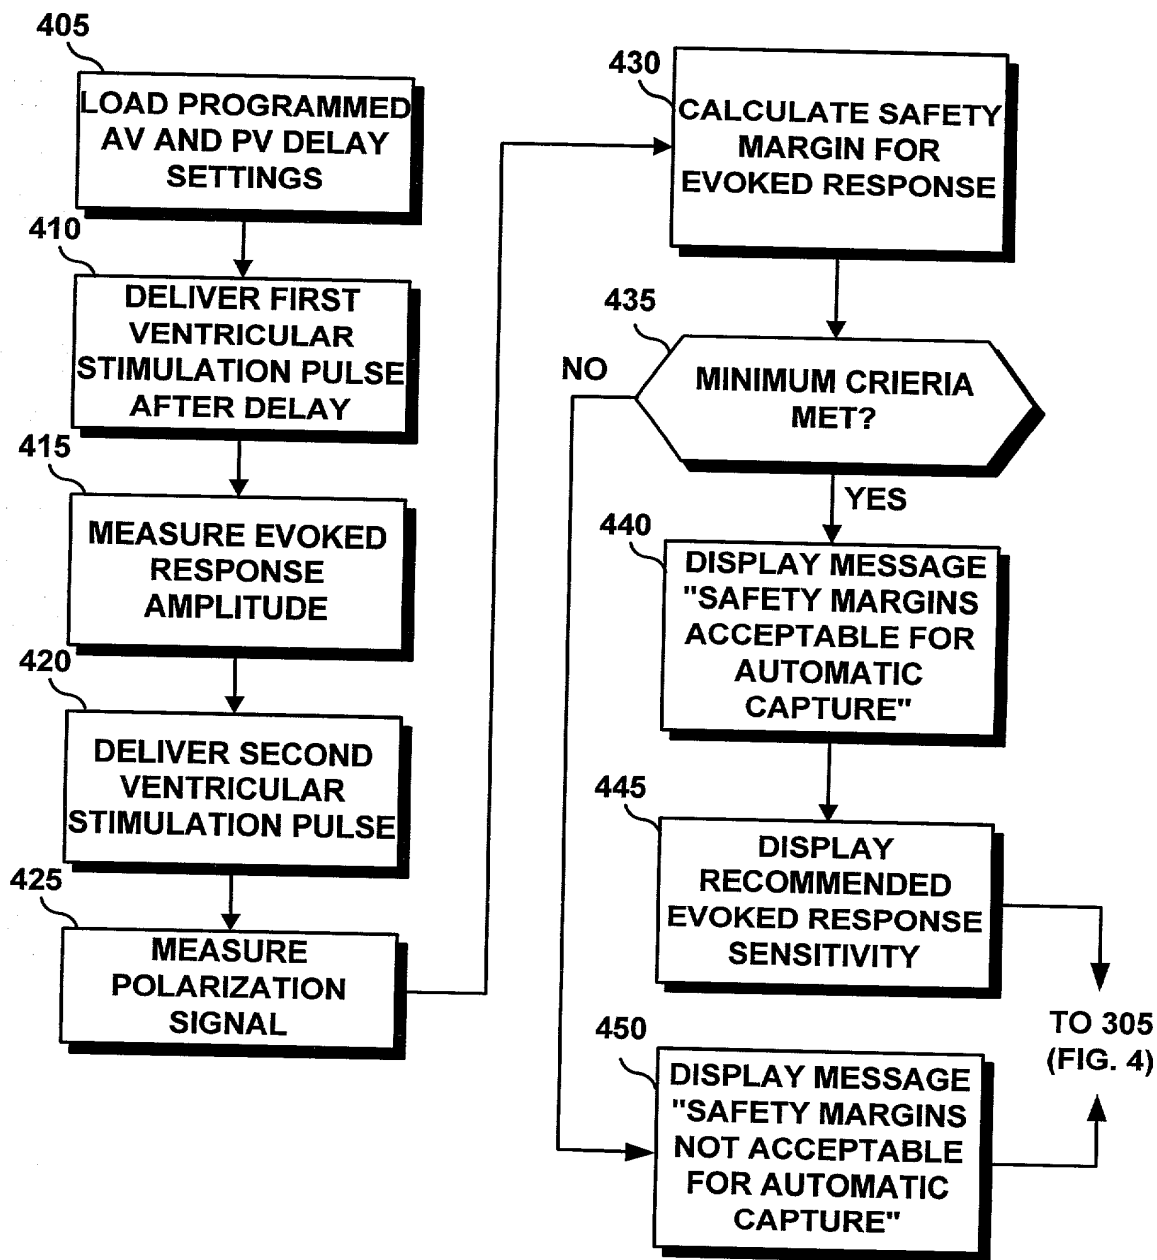 405
LOAD PROGRAMMED
AV AND PV DELAY
SETTINGS
410
DELIVER FIRST
VENTRICULAR
STIMULATION PULSE
AFTER DELAY
415
MEASURE EVOKED
RESPONSE
AMPLITUDE
420
DELIVER SECOND
VENTRICULAR
STIMULATION PULSE
425
MEASURE
POLARIZATION
SIGNAL
430
CALCULATE SAFETY
MARGIN FOR
EVOKED RESPONSE
435
NO
MINIMUM CRIERIA
MET?
YES
440
DISPLAY MESSAGE
"SAFETY MARGINS
ACCEPTABLE FOR
AUTOMATIC
CAPTURE"
445
DISPLAY
RECOMMENDED
EVOKED RESPONSE
SENSITIVITY
TO 305
(FIG. 4)
450
DISPLAY MESSAGE
"SAFETY MARGINS
NOT ACCEPTABLE
FOR AUTOMATIC
CAPTURE"